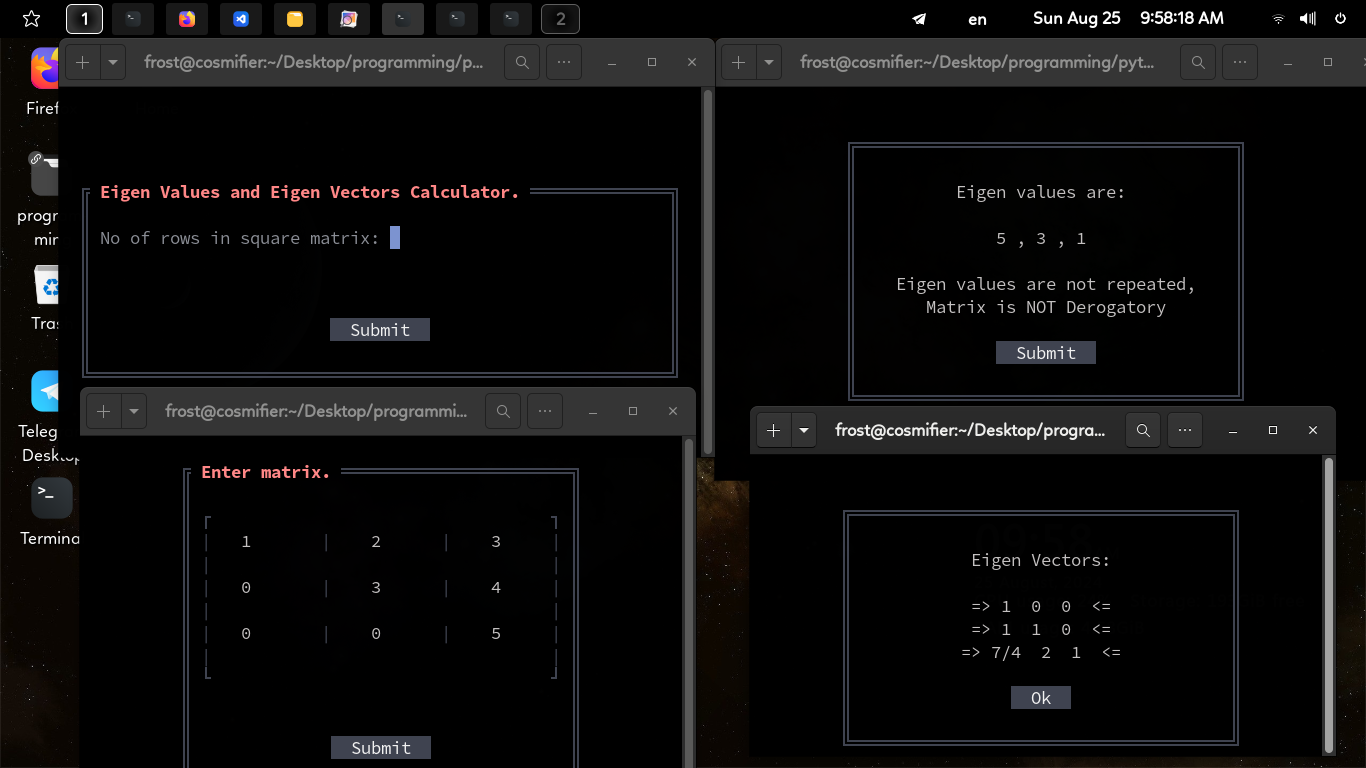 1
2
en
Sun Aug 25 9:58:18 AM
frost@cosmifier:~/Desktop/programming/p...
Eigen Values and Eigen Vectors Calculator.
No of rows in square matrix:
Submit
frost@cosmifier:~/Desktop/programming/pyt...
Eigen values are:
5 , 3 , 1
Eigen values are not repeated,
Matrix is NOT Derogatory
Submit
frost@cosmifier:~/Desktop/programmi...
Enter matrix.
1 | 2 | 3
0 | 3 | 4
0 | 0 | 5
Submit
frost@cosmifier:~/Desktop/progra...
Eigen Vectors:
=> 1 0 0 <=
=> 1 1 0 <=
=> 7/4 2 1 <=
Ok
Firef
progr
min
Tras
Teleg
Deskto
>_
Termina